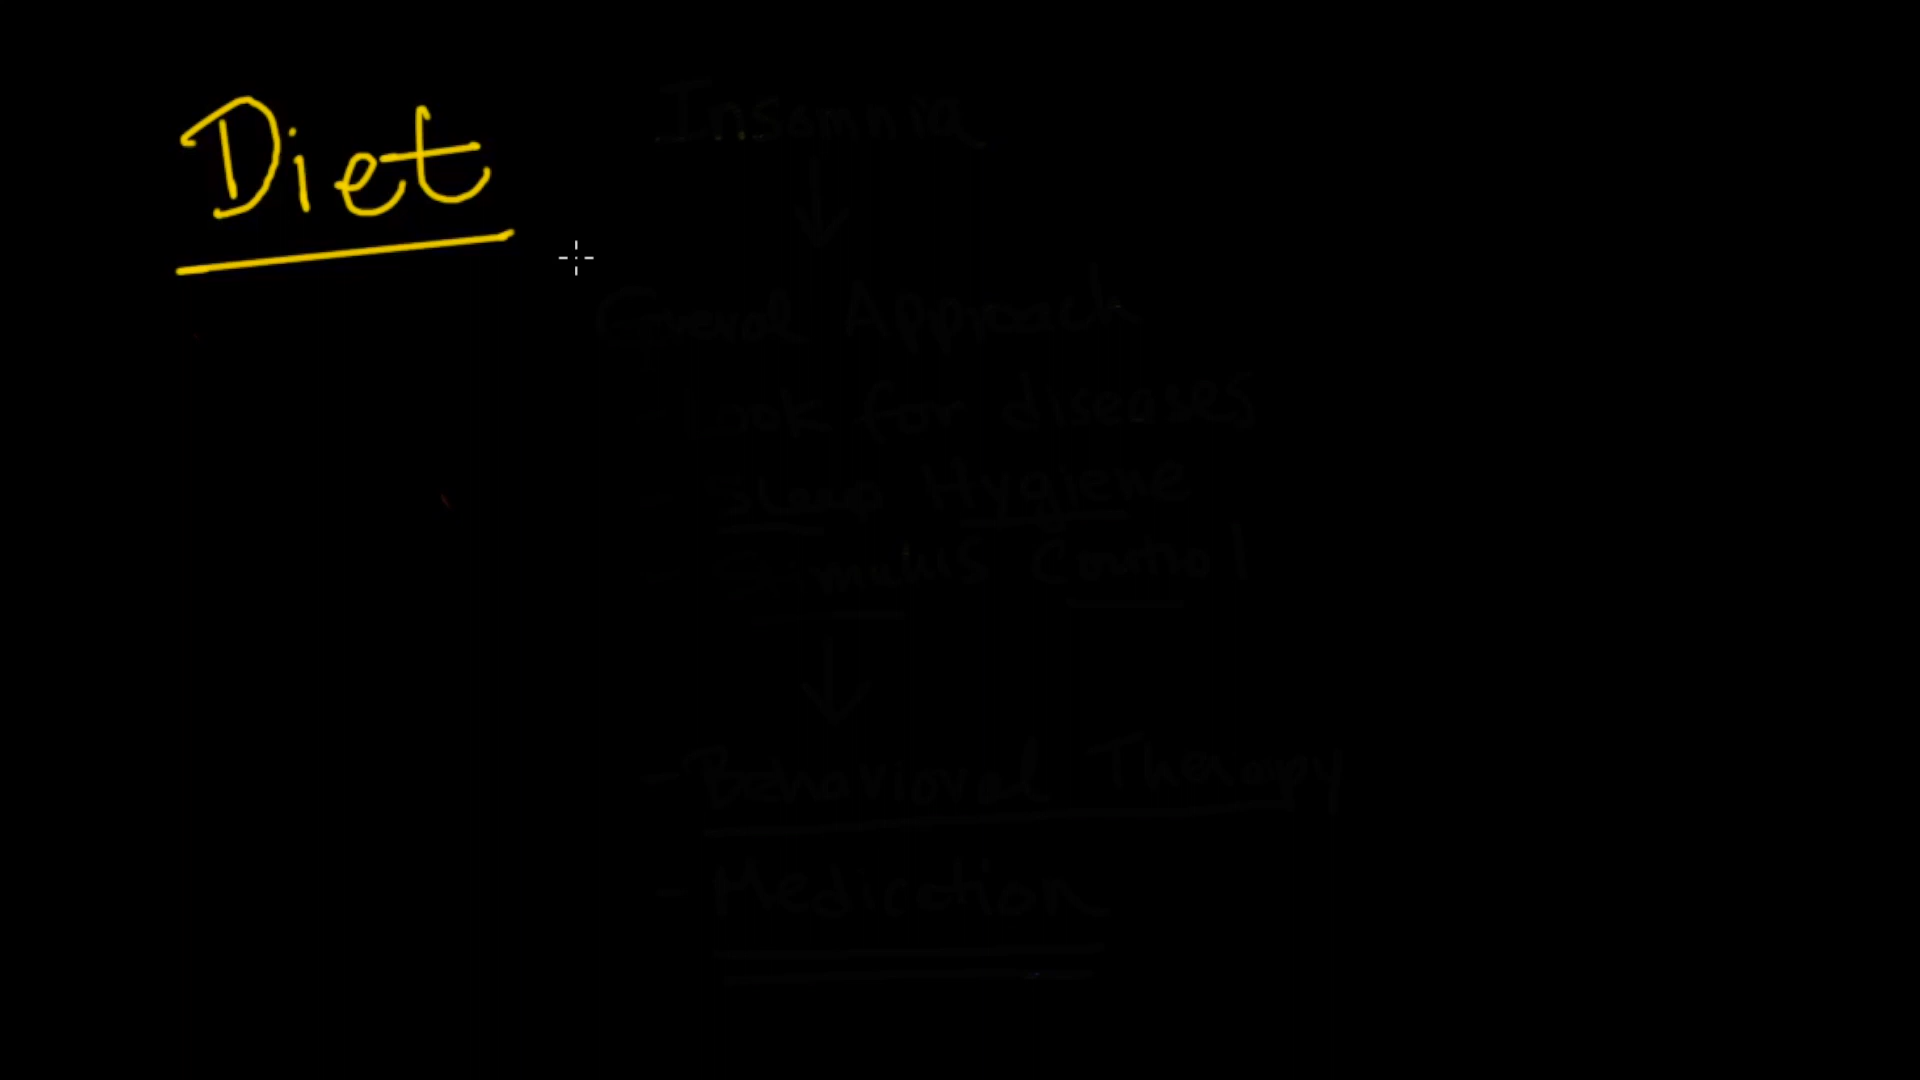 Diet
Insomnia
General Approach
- Look for diseases
- Sleep Hygiene
- Stimulus Control
- Behavioral Therapy
- Medication